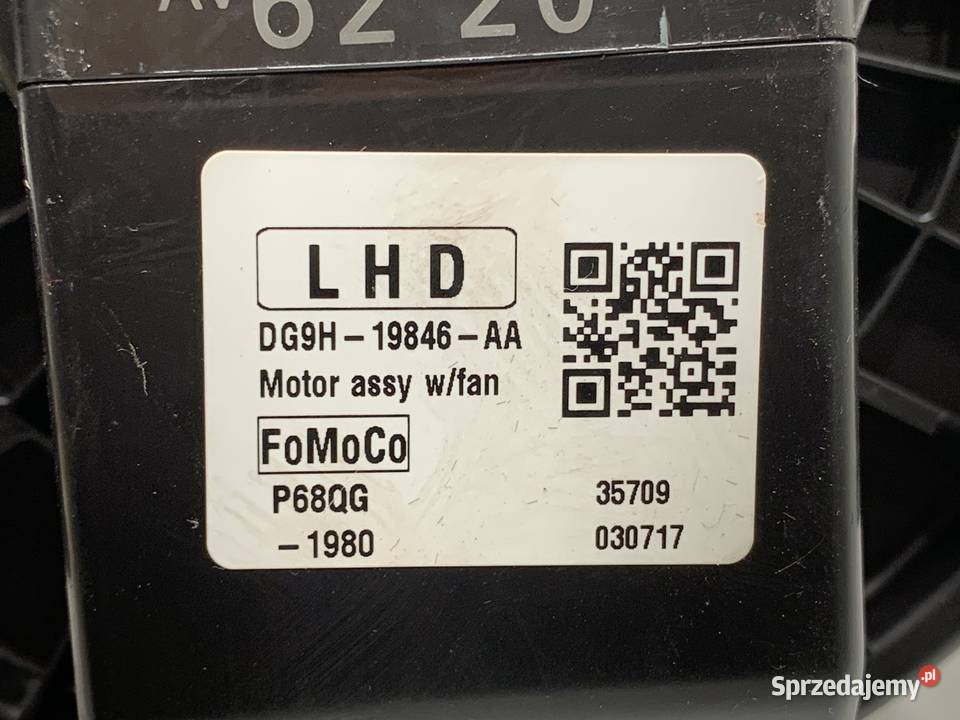 62 20
LHD
DG9H-19846-AA
Motor assy w/fan
FoMoCo
P68QG
35709
-1980
030717
Sprzedajemy.pl